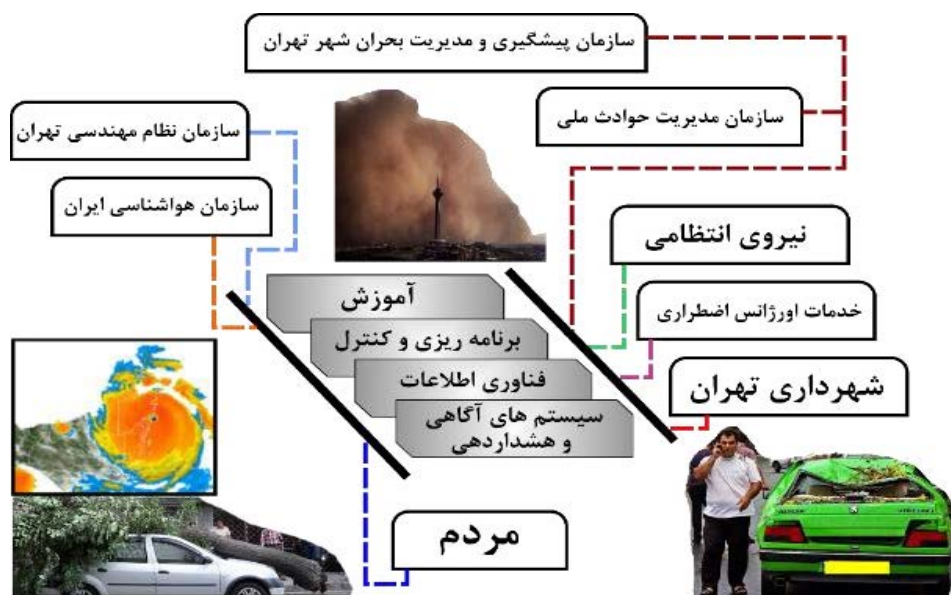 سازمان پیشگیری و مدیریت بحران شهر تهران
سازمان مدیریت حوادث ملی
سازمان نظام مهندسی تهران
سازمان هواشناسی ایران
نیروی انتظامی
خدمات اورژانس اضطراری
شهرداری تهران
آموزش
برنامه ریزی و کنترل
فناوری اطلاعات
سیستم های آگاهی
و هشداردهی
مردم